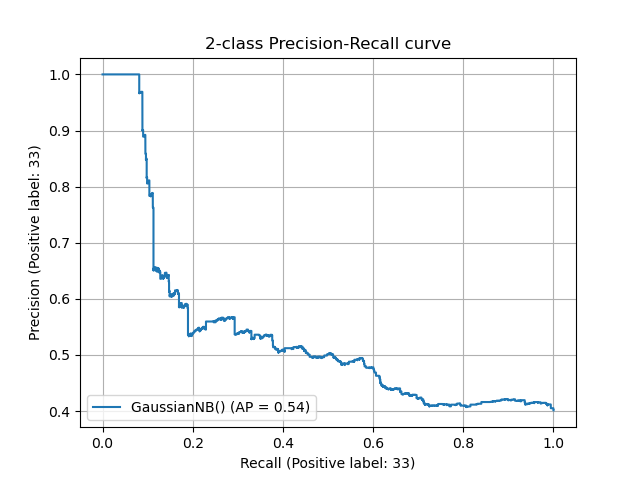 2-class Precision-Recall curve
Precision (Positive label: 33)
1.0
0.9
0.8
0.7
0.6
0.5
0.4
GaussianNB() (AP = 0.54)
0.0 0.2 0.4 0.6 0.8 1.0
Recall (Positive label: 33)